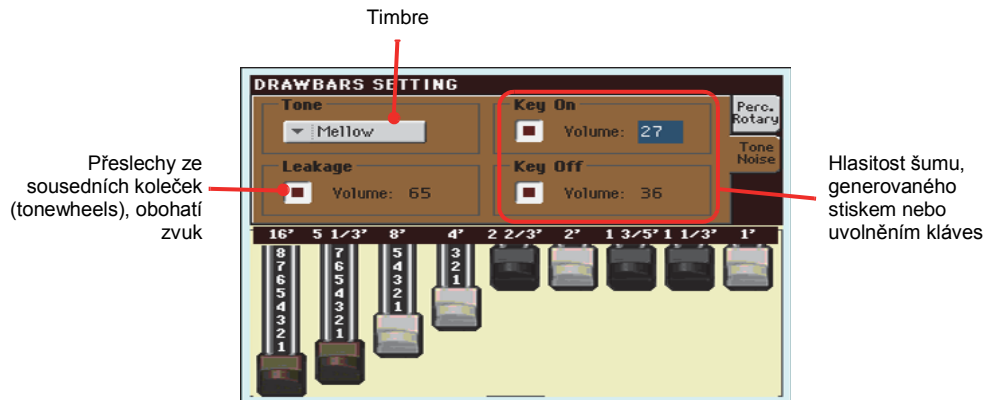 Timbre
DRAWBARS SETTING
Tone
Mellow
Key On
Volume: 27
Perc.
Rotary
Tone
Noise
Leakage
Volume: 65
Key Off
Volume: 36
Přeslechy ze
sousedních koleček
(tonewheels), obohatí
zvuk
Hlasitost šumu,
generovaného
stiskem nebo
uvolněním kláves
16' 5 1/3' 8' 4' 2 2/3' 2' 1 3/5' 1 1/3' 1'
8 7 6 5 4 3 2 1
7 6 5 4 3 2 1
5 4 3 2 1
3 2 1